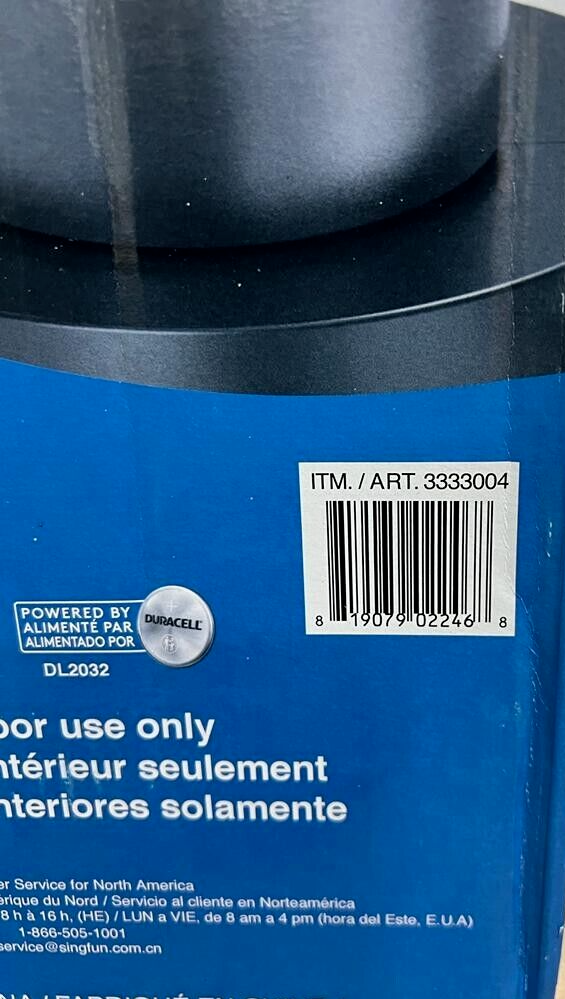 ITM. / ART. 3333004
8 19079 02246 8
POWERED BY
ALIMENTÉ PAR
ALIMENTADO POR
DURACELL
DL2032
oor use only
ntérieur seulement
nteriores solamente
er Service for North America
érique du Nord / Servicio al cliente en Norteamérica
8 h à 16 h, (HE) / LUN a VIE, de 8 am a 4 pm (hora del Este, E.U.A)
1-866-505-1001
service@singfun.com.cn